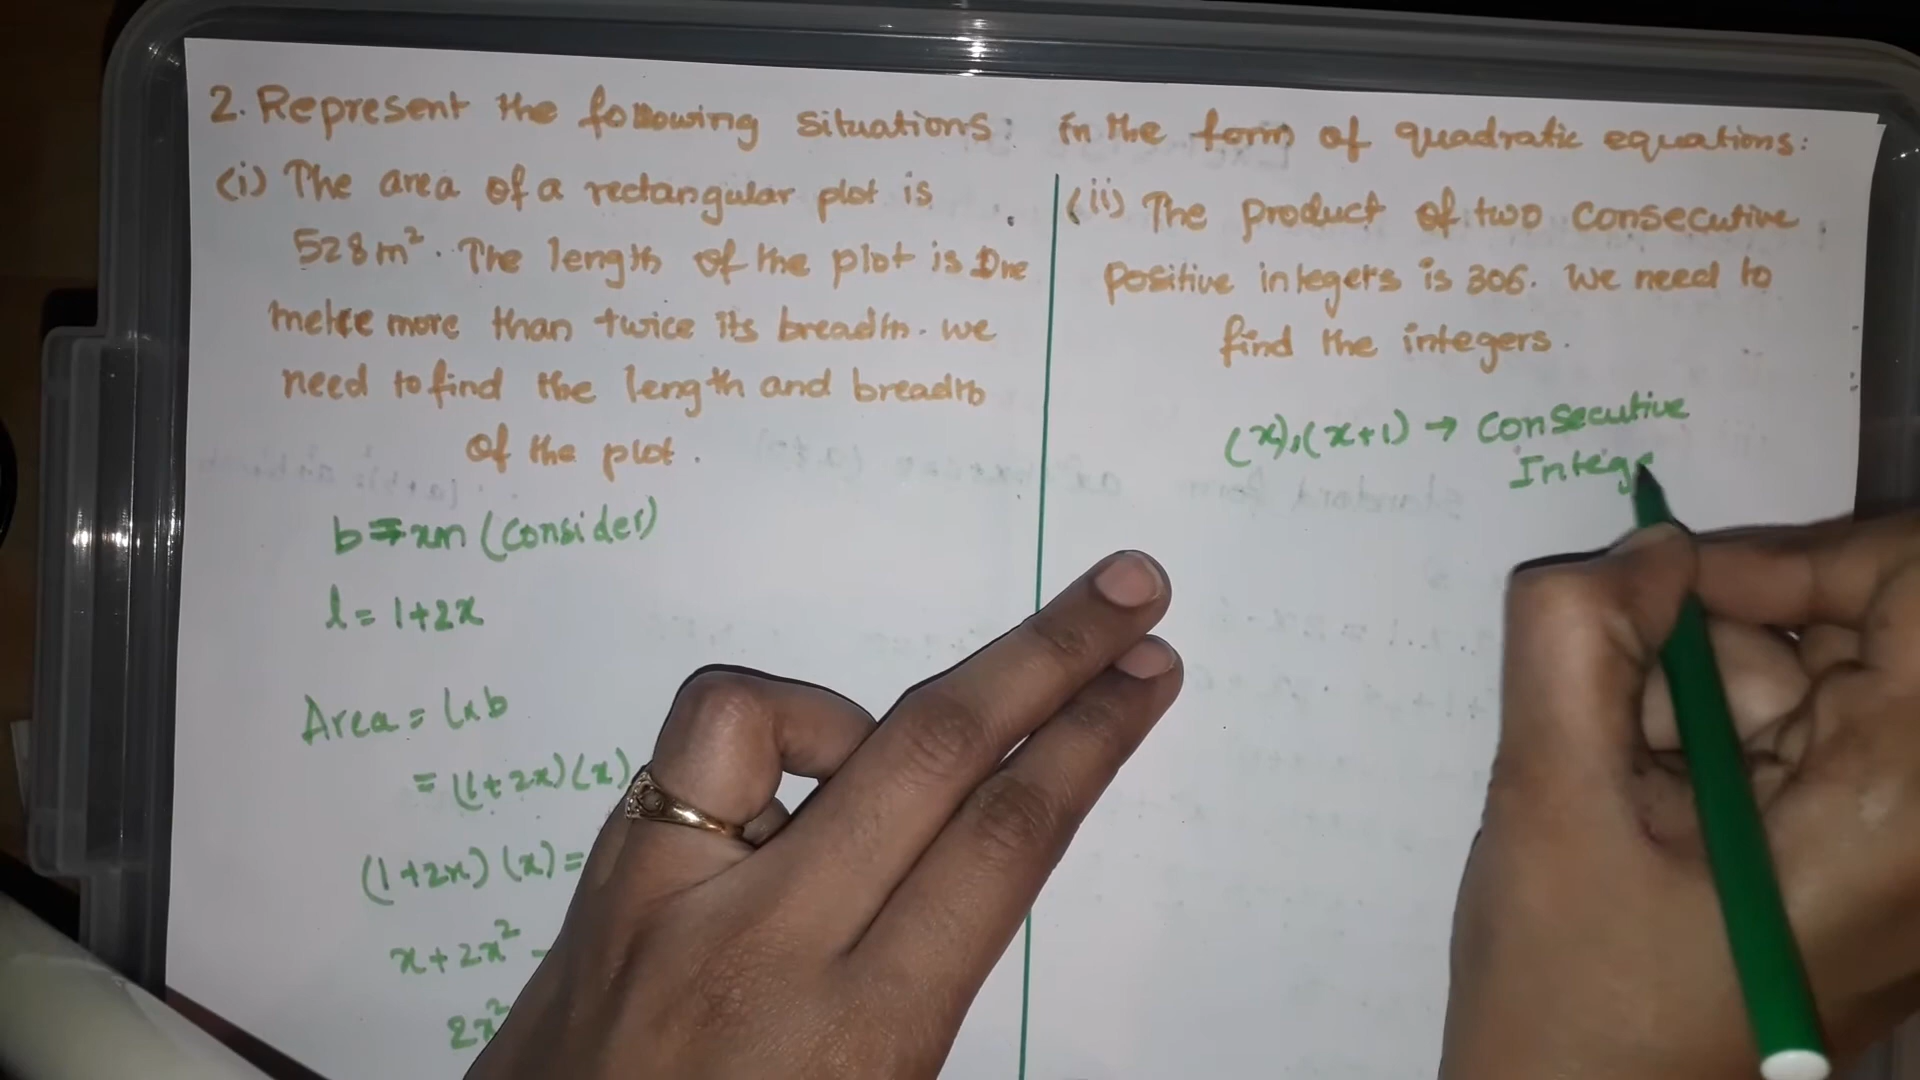 2. Represent the following situations: in the form of quadratic equations:
(i) The area of a rectangular plot is
528 m². The length of the plot is One
metre more than twice its breadth. we
need to find the length and breadth
of the plot.
b = xm (consider)
l = 1+2x
Area = l x b
= (1+2x)(x)
(1+2x)(x) =
x+2x² -
2x²
(ii) The product of two consecutive
positive integers is 306. We need to
find the integers.
(x),(x+1) → consecutive
Intege